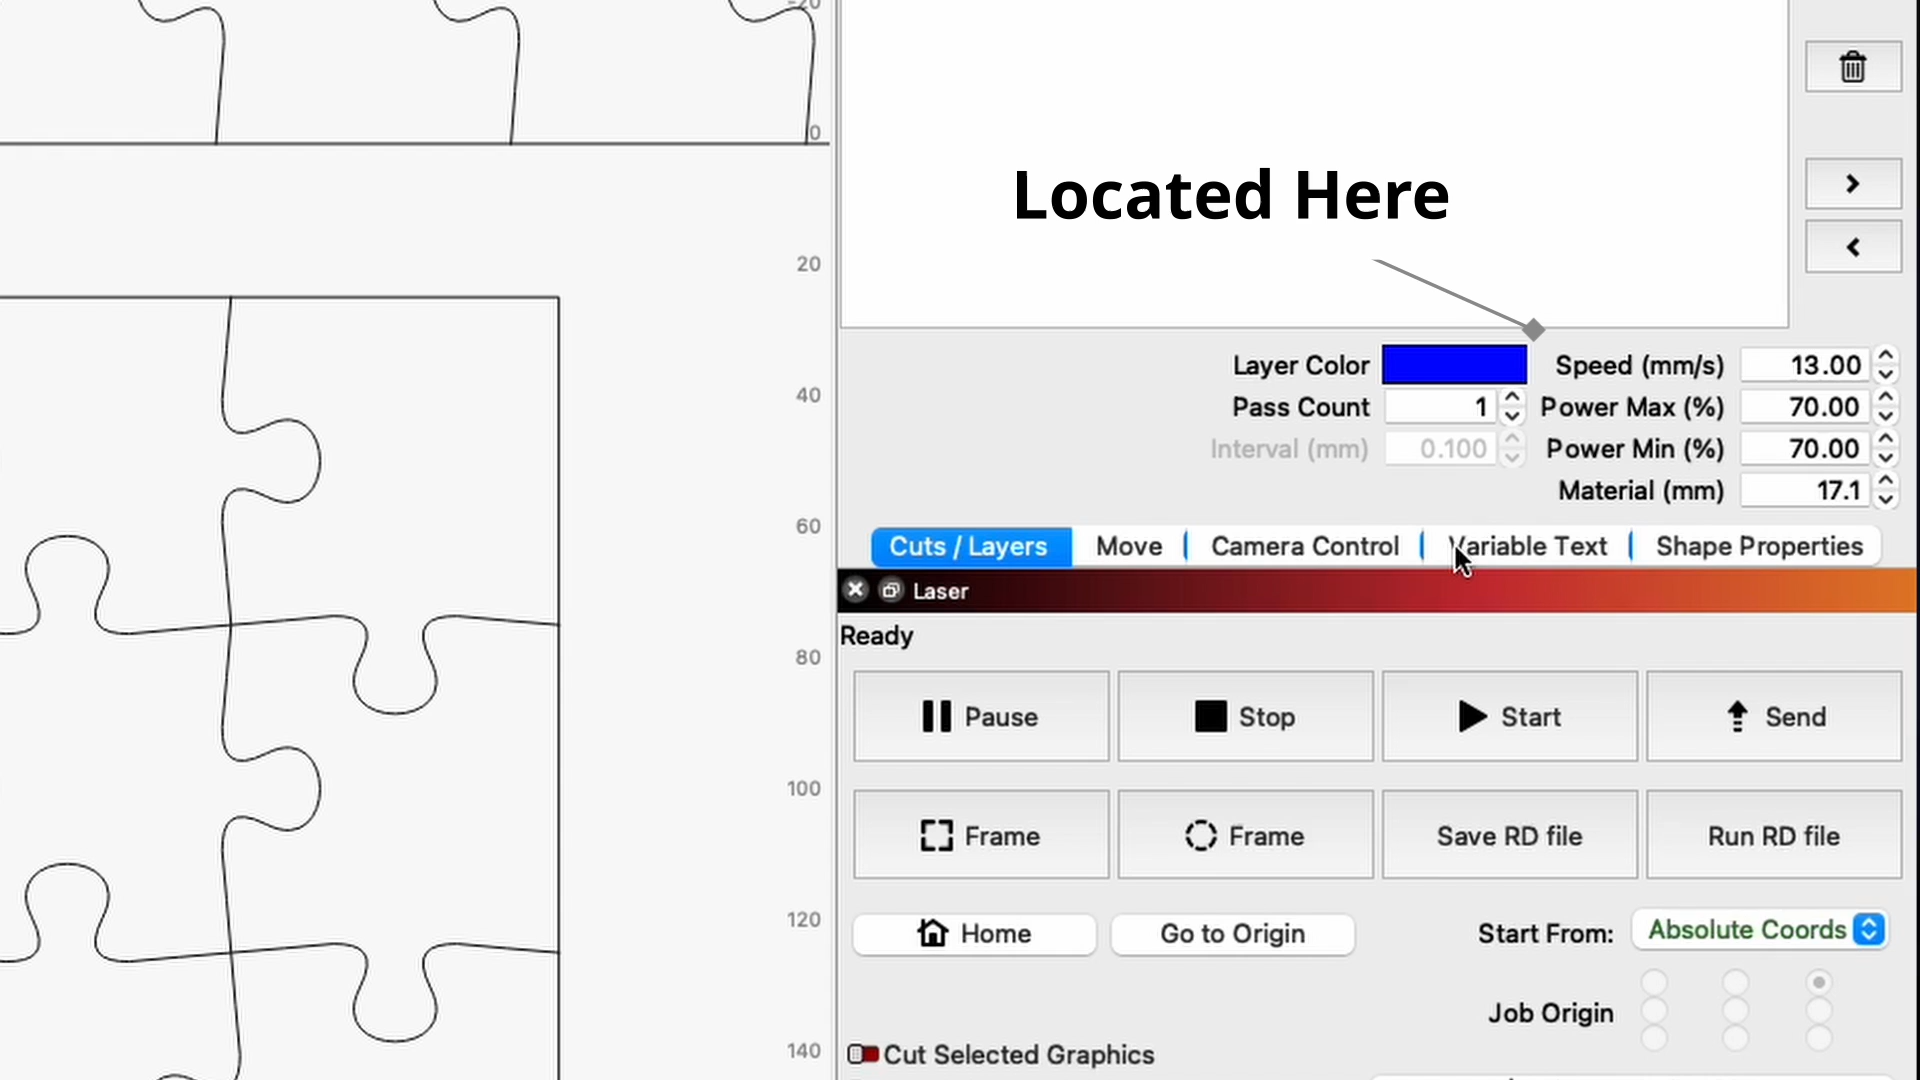 -20
0
Located Here
20
Layer Color Speed (mm/s) 13.00
40 Pass Count 1 Power Max (%) 70.00
Interval (mm) 0.100 Power Min (%) 70.00
Material (mm) 17.1
60 Cuts / Layers Move Camera Control Variable Text Shape Properties
Laser
Ready
80
Pause Stop Start Send
100
Frame Frame Save RD file Run RD file
120 Home Go to Origin Start From: Absolute Coords
Job Origin
140 Cut Selected Graphics